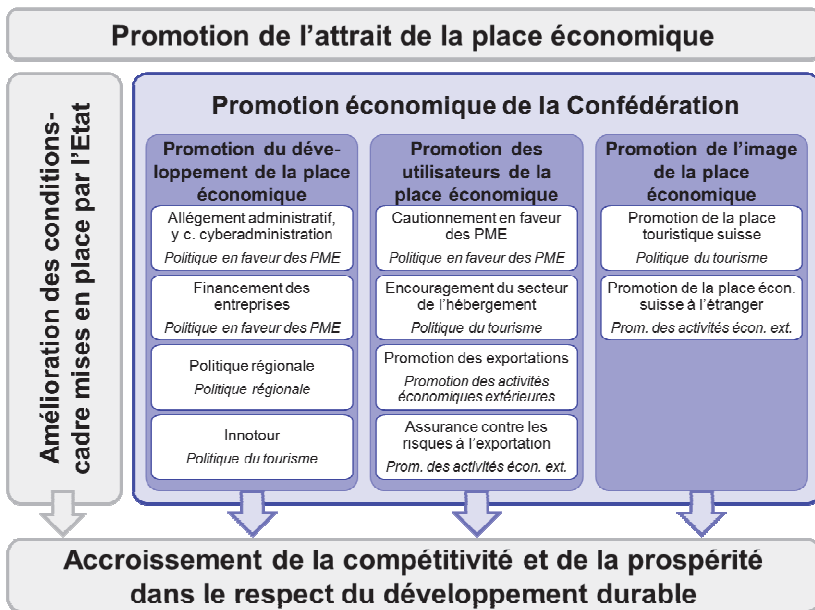 Promotion de l'attrait de la place économique
Amélioration des conditions-
cadre mises en place par l'Etat
Promotion économique de la Confédération
Promotion du déve-
loppement de la place
économique
Allégement administratif,
y c. cyberadministration
Politique en faveur des PME
Financement des
entreprises
Politique en faveur des PME
Politique régionale
Politique régionale
Innotour
Politique du tourisme
Promotion des
utilisateurs de la
place économique
Cautionnement en faveur
des PME
Politique en faveur des PME
Encouragement du secteur
de l'hébergement
Politique du tourisme
Promotion des exportations
Promotion des activités
économiques extérieures
Assurance contre les
risques à l'exportation
Prom. des activités écon. ext.
Promotion de l'image
de la place
économique
Promotion de la place
touristique suisse
Politique du tourisme
Promotion de la place écon.
suisse à l'étranger
Prom. des activités écon. ext.
Accroissement de la compétitivité et de la prospérité
dans le respect du développement durable